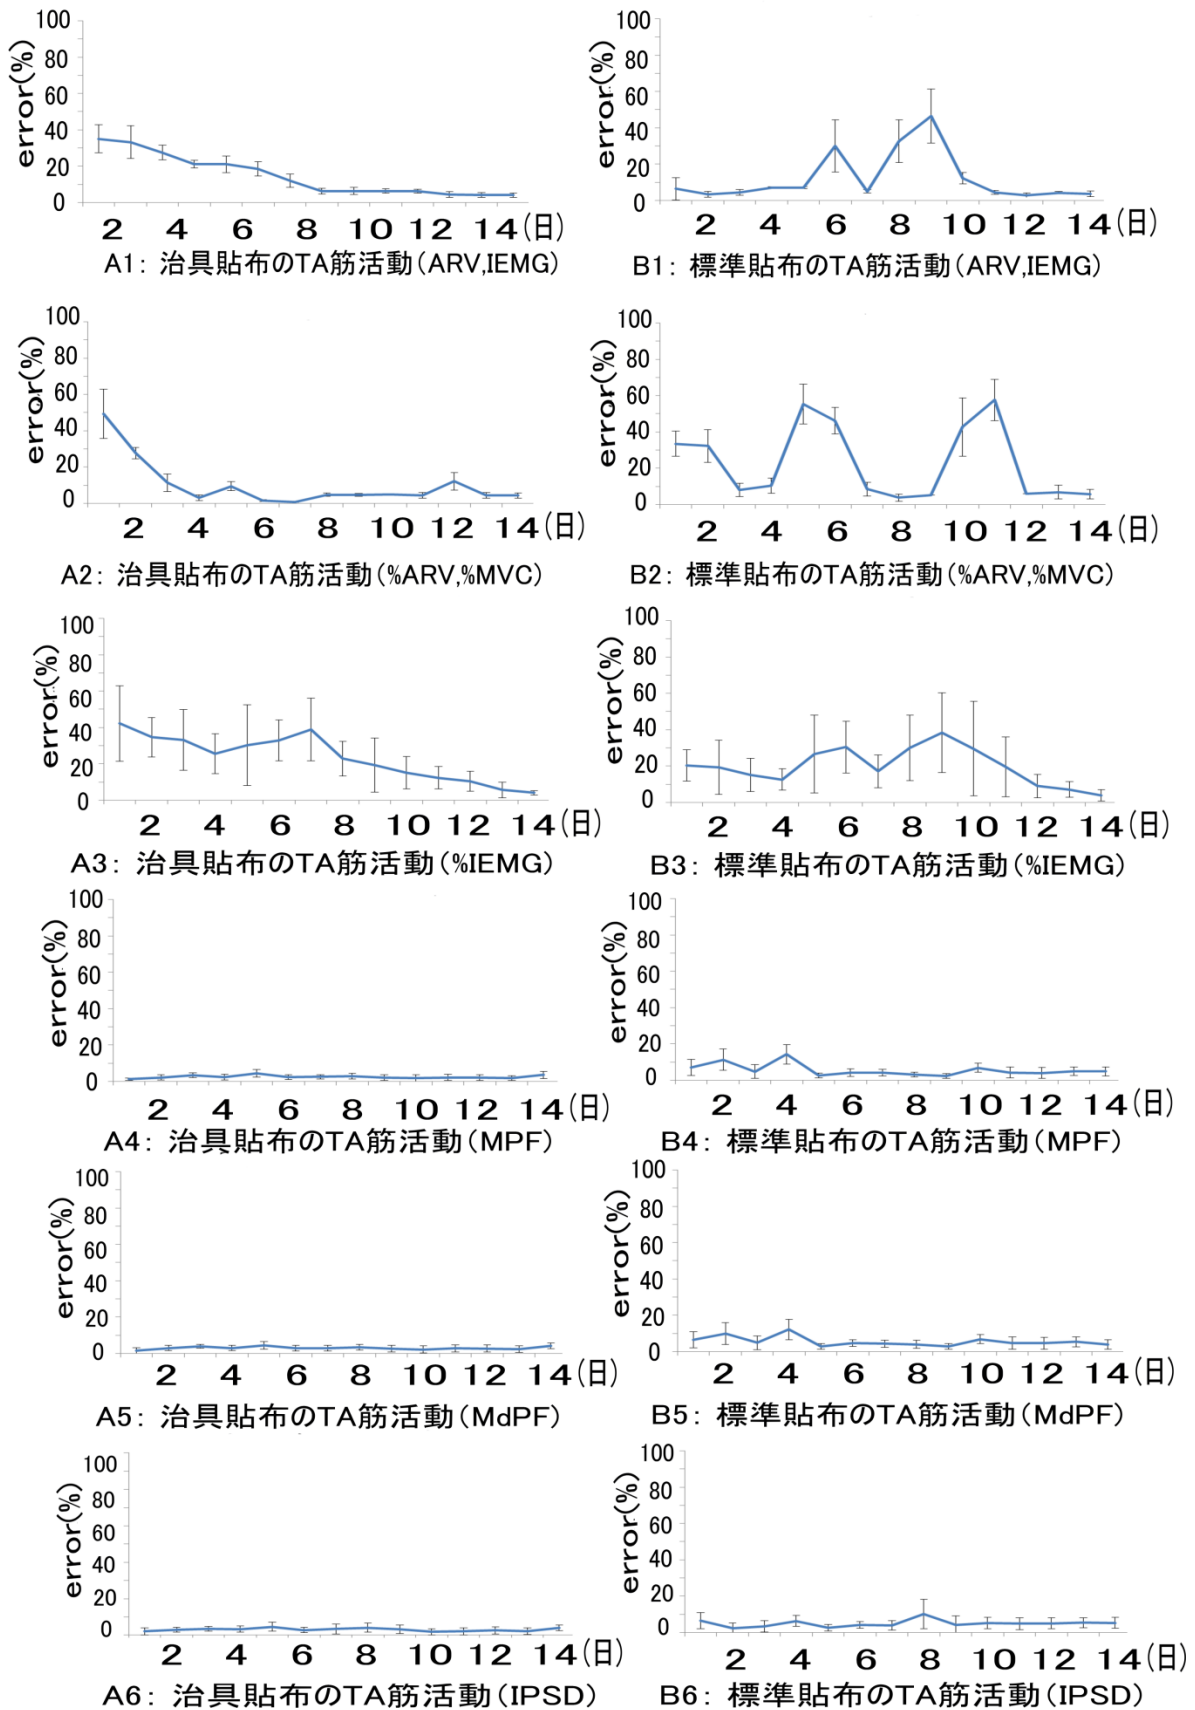 100
80
60
40
20
0
error(%)
2 4 6 8 10 12 14(日)
A1：治具貼布のTA筋活動(ARV,IEMG)
100
80
60
40
20
0
error(%)
2 4 6 8 10 12 14(日)
B1：標準貼布のTA筋活動(ARV,IEMG)
100
80
60
40
20
0
error(%)
2 4 6 8 10 12 14(日)
A2：治具貼布のTA筋活動(%ARV,%MVC)
100
80
60
40
20
0
error(%)
2 4 6 8 10 12 14(日)
B2：標準貼布のTA筋活動(%ARV,%MVC)
100
80
60
40
20
0
error(%)
2 4 6 8 10 12 14(日)
A3：治具貼布のTA筋活動(%IEMG)
100
80
60
40
20
0
error(%)
2 4 6 8 10 12 14(日)
B3：標準貼布のTA筋活動(%IEMG)
100
80
60
40
20
0
error(%)
2 4 6 8 10 12 14(日)
A4：治具貼布のTA筋活動(MPF)
100
80
60
40
20
0
error(%)
2 4 6 8 10 12 14(日)
B4：標準貼布のTA筋活動(MPF)
100
80
60
40
20
0
error(%)
2 4 6 8 10 12 14(日)
A5：治具貼布のTA筋活動(MdPF)
100
80
60
40
20
0
error(%)
2 4 6 8 10 12 14(日)
B5：標準貼布のTA筋活動(MdPF)
100
80
60
40
20
0
error(%)
2 4 6 8 10 12 14(日)
A6：治具貼布のTA筋活動(IPSD)
100
80
60
40
20
0
error(%)
2 4 6 8 10 12 14(日)
B6：標準貼布のTA筋活動(IPSD)